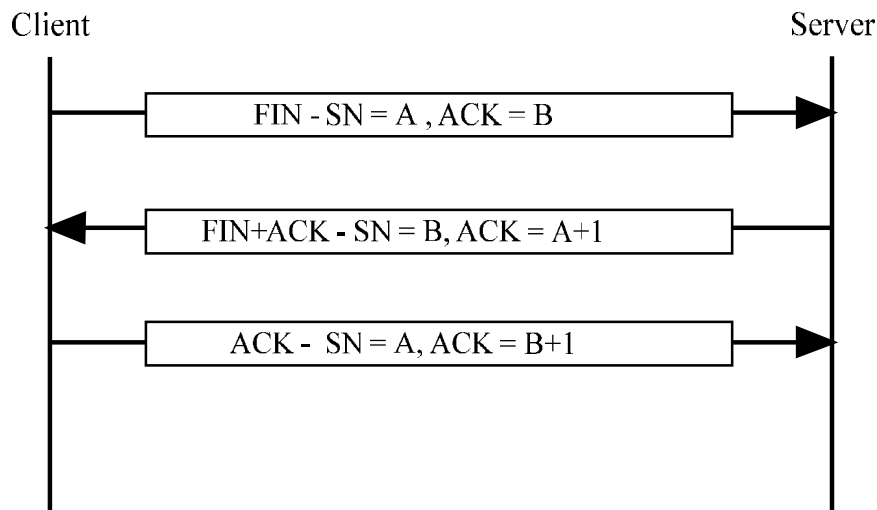 Client
Server
FIN - SN = A , ACK = B
FIN+ACK - SN = B, ACK = A+1
ACK - SN = A, ACK = B+1